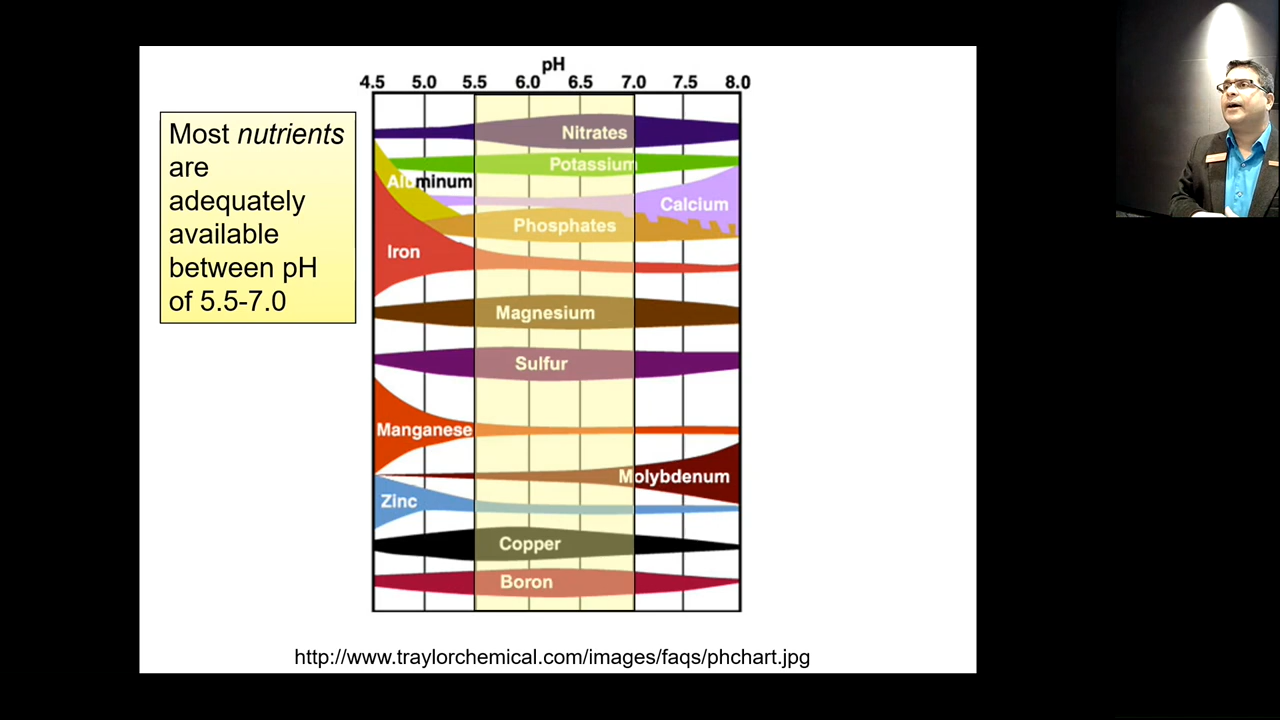 pH
4.5 5.0 5.5 6.0 6.5 7.0 7.5 8.0
Most nutrients
are
adequately
available
between pH
of 5.5-7.0
Nitrates
Potassium
Aluminum
Calcium
Phosphates
Iron
Magnesium
Sulfur
Manganese
Molybdenum
Zinc
Copper
Boron
http://www.traylorchemical.com/images/faqs/phchart.jpg